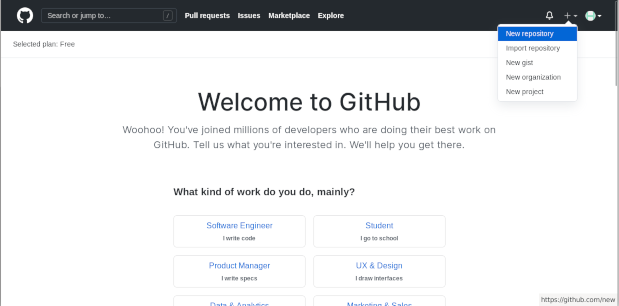 Search or jump to… /
Pull requests Issues Marketplace Explore
Selected plan: Free
New repository
Import repository
New gist
New organization
New project
Welcome to GitHub
Woohoo! You've joined millions of developers who are doing their best work on
GitHub. Tell us what you're interested in. We'll help you get there.
What kind of work do you do, mainly?
Software Engineer
I write code
Student
I go to school
Product Manager
I write specs
UX & Design
I draw interfaces
Data & Analytics
Marketing & Sales
https://github.com/new